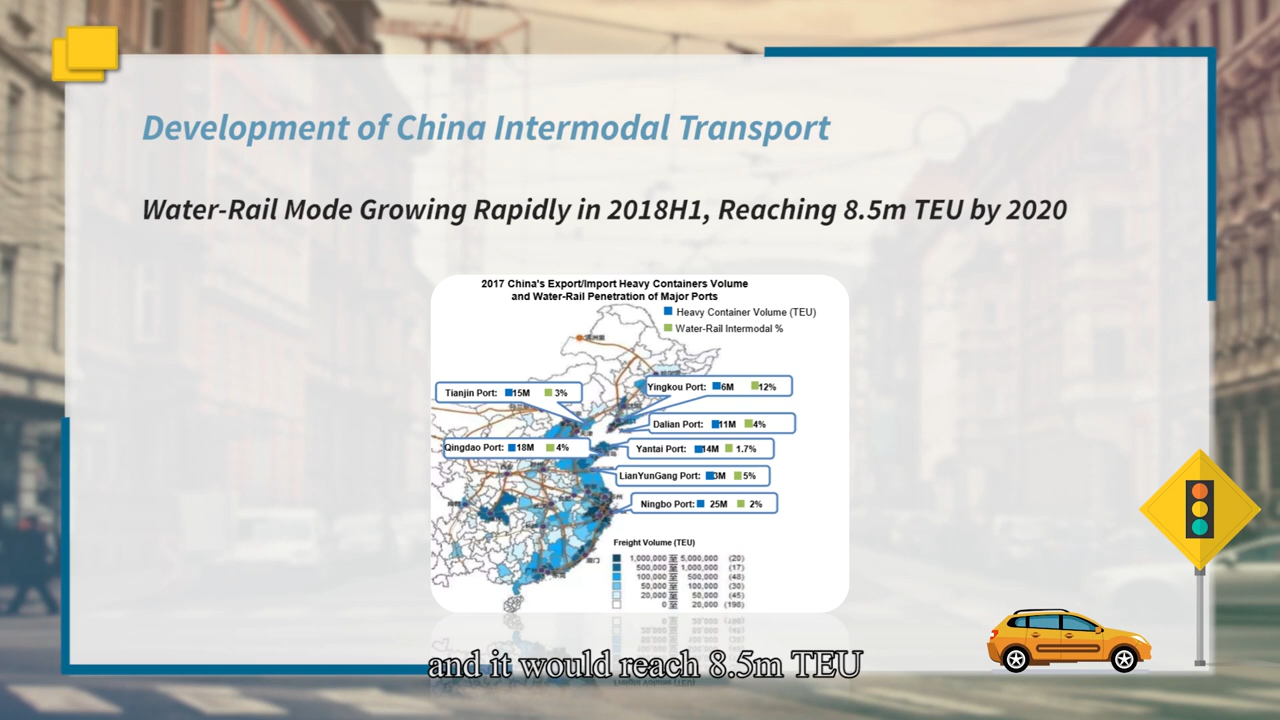 Development of China Intermodal Transport
Water-Rail Mode Growing Rapidly in 2018H1, Reaching 8.5m TEU by 2020
2017 China's Export/Import Heavy Containers Volume
and Water-Rail Penetration of Major Ports
Heavy Container Volume (TEU)
Water-Rail Intermodal %
Yingkou Port: 6M 12%
Tianjin Port: 15M 3%
Dalian Port: 11M 4%
Qingdao Port: 18M 4%
Yantai Port: 14M 1.7%
LianYunGang Port: 3M 5%
Ningbo Port: 25M 2%
Freight Volume (TEU)
1,000,000 至 5,000,000 (20)
500,000 至 1,000,000 (17)
100,000 至 500,000 (48)
50,000 至 100,000 (30)
20,000 至 50,000 (45)
0 至 20,000 (198)
and it would reach 8.5m TEU